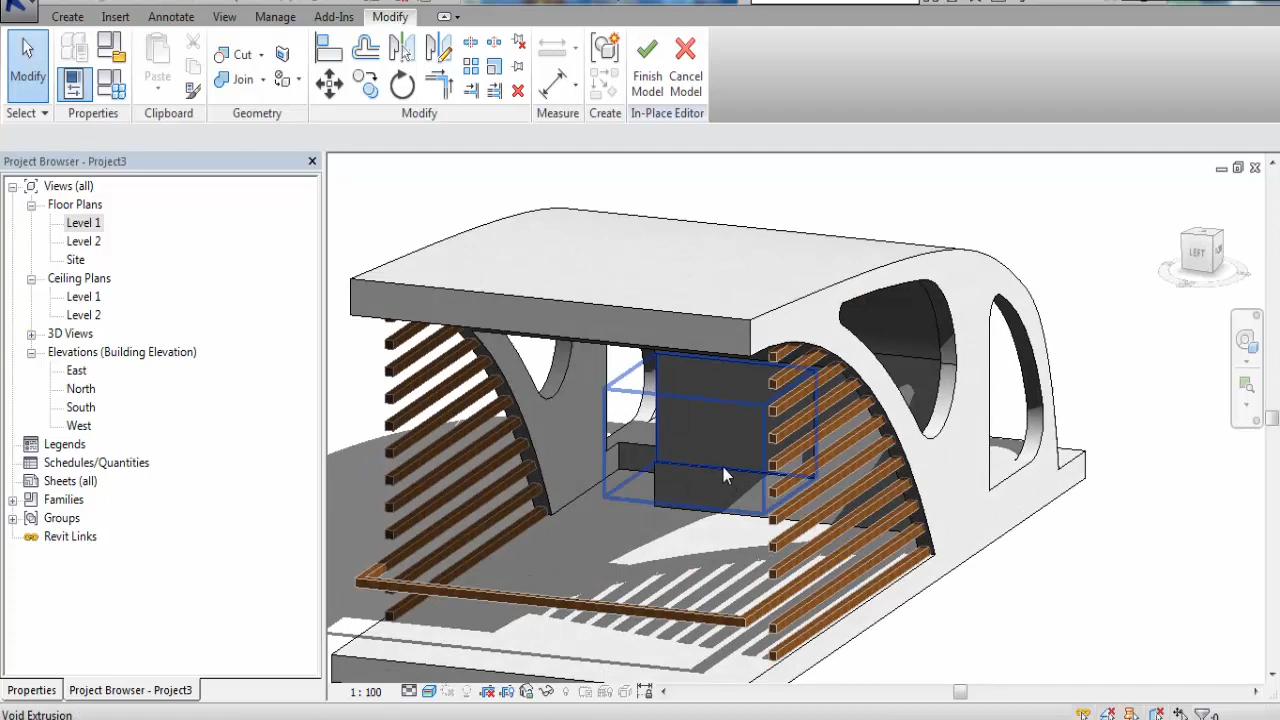 Create Insert Annotate View Manage Add-Ins Modify
Modify Paste Cut Join Finish Model Cancel Model
Select Properties Clipboard Geometry Modify Measure Create In-Place Editor
Project Browser - Project3
Views (all)
Floor Plans
Level 1
Level 2
Site
Ceiling Plans
Level 1
Level 2
3D Views
Elevations (Building Elevation)
East
North
South
West
Legends
Schedules/Quantities
Sheets (all)
Families
Groups
Revit Links
LEFT
Properties Project Browser - Project3 1 : 100
Void Extrusion